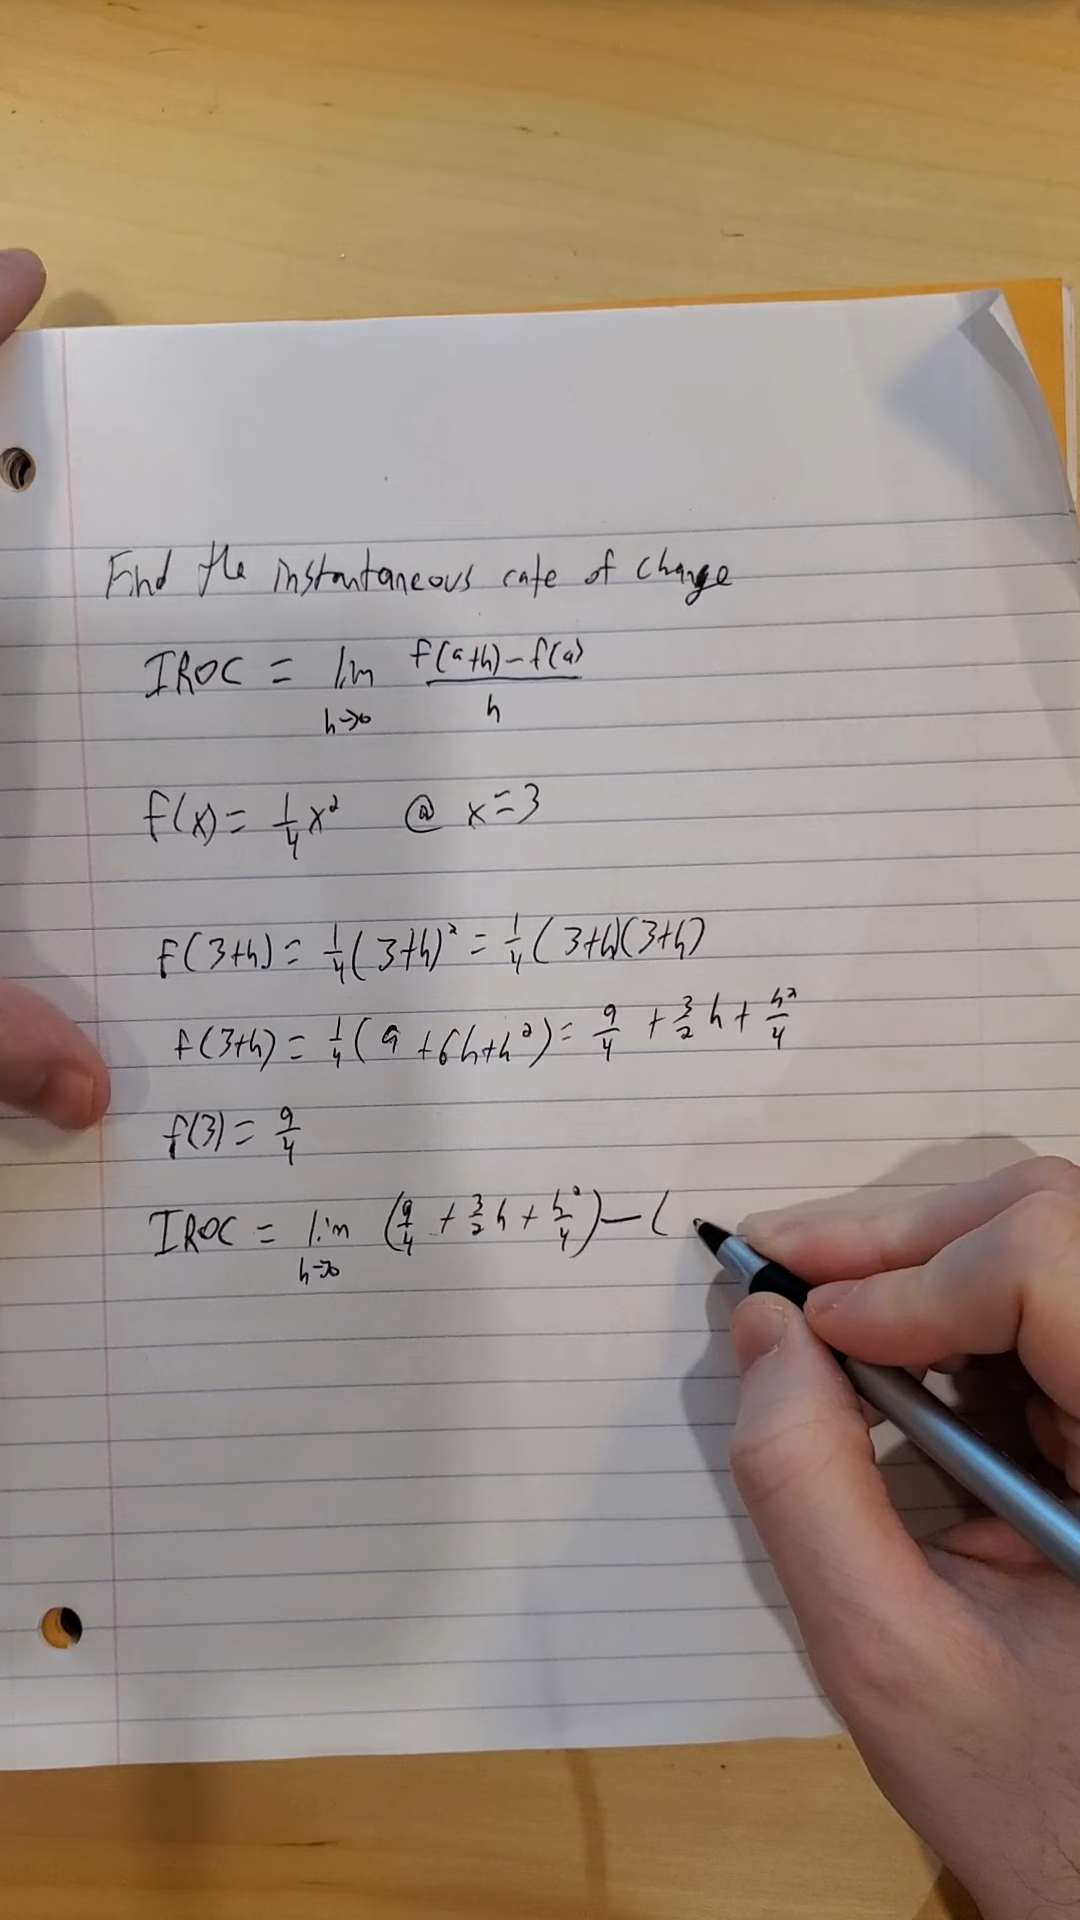 Find the instantaneous rate of change
IROC = lim h→0 f(a+h)-f(a) / h
f(x) = 1/4 x² @ x=3
f(3+h) = 1/4(3+h)² = 1/4(3+h)(3+h)
f(3+h) = 1/4(9+6h+h²) = 9/4 + 3/2 h + h²/4
f(3) = 9/4
IROC = lim h→0 (9/4 + 3/2 h + h²/4) - (